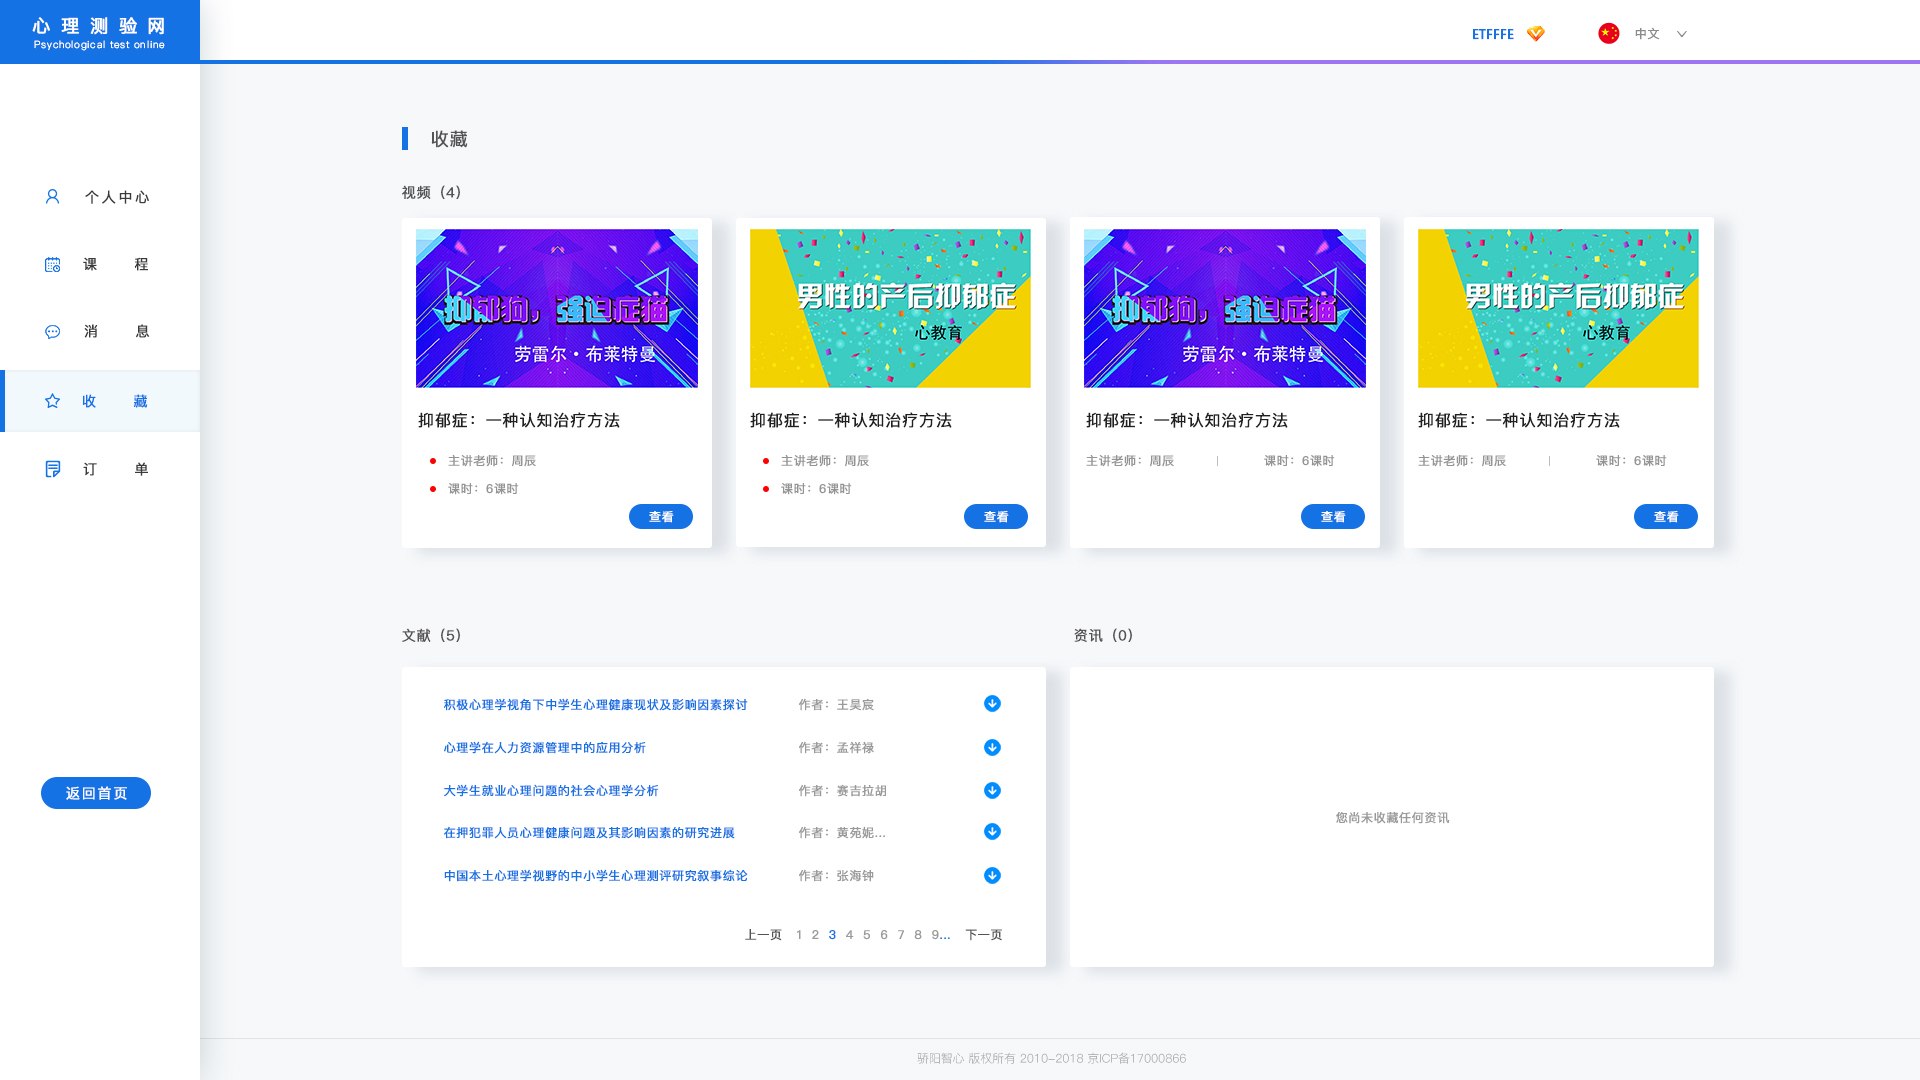 心理测验网
Psychological test online
ETFFFE
中文
个人中心
课程
消息
收藏
订单
返回首页
收藏
视频（4）
抑郁狗，强迫症猫
劳雷尔·布莱特曼
抑郁症：一种认知治疗方法
主讲老师：周辰
课时：6课时
查看
男性的产后抑郁症
心教育
抑郁症：一种认知治疗方法
主讲老师：周辰
课时：6课时
查看
抑郁狗，强迫症猫
劳雷尔·布莱特曼
抑郁症：一种认知治疗方法
主讲老师：周辰 | 课时：6课时
查看
男性的产后抑郁症
心教育
抑郁症：一种认知治疗方法
主讲老师：周辰 | 课时：6课时
查看
文献（5）
积极心理学视角下中学生心理健康现状及影响因素探讨 作者：王昊宸
心理学在人力资源管理中的应用分析 作者：孟祥禄
大学生就业心理问题的社会心理学分析 作者：赛吉拉胡
在押犯罪人员心理健康问题及其影响因素的研究进展 作者：黄苑妮...
中国本土心理学视野的中小学生心理测评研究叙事综论 作者：张海钟
上一页 1 2 3 4 5 6 7 8 9... 下一页
资讯（0）
您尚未收藏任何资讯
骄阳智心 版权所有 2010-2018 京ICP备17000866